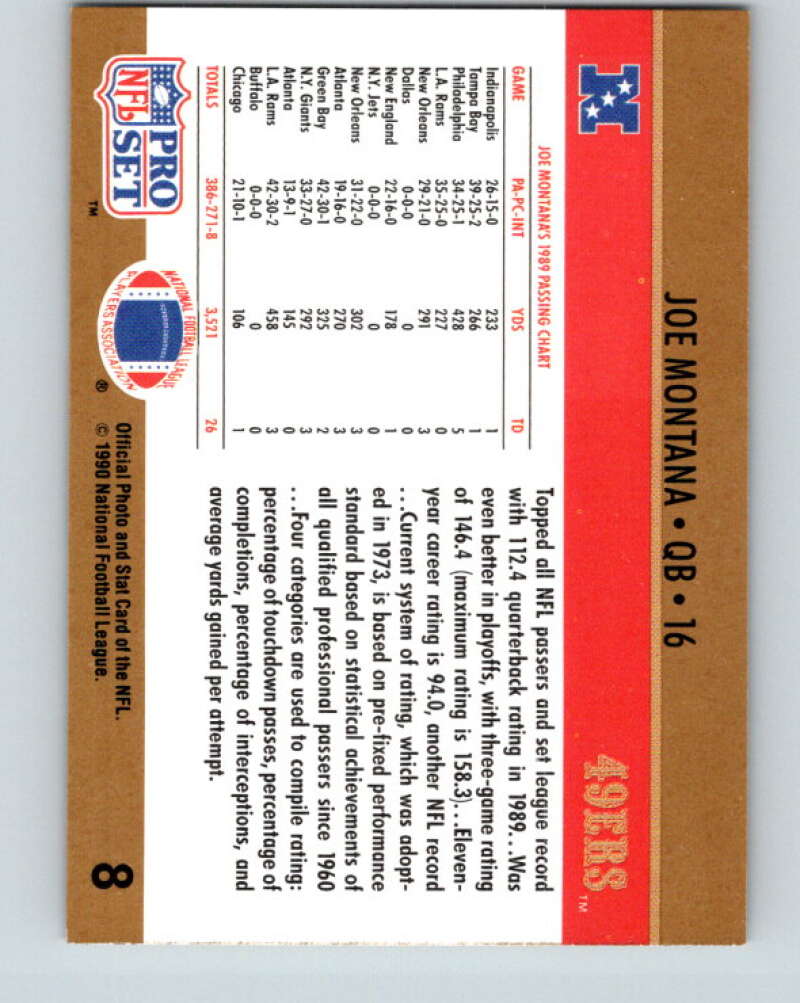 JOE MONTANA • QB • 16
49ERS™
N
JOE MONTANA'S 1989 PASSING CHART
GAME PA-PC-INT YDS TD
Indianapolis 26-15-0 233 1
Tampa Bay 39-25-2 266 1
Philadelphia 34-25-1 428 5
L.A. Rams 35-25-0 227 0
New Orleans 29-21-0 291 3
Dallas 0-0-0 0 0
New England 22-16-0 178 1
N.Y. Jets 0-0-0 0 0
New Orleans 31-22-0 302 3
Atlanta 19-16-0 270 3
Green Bay 42-30-1 325 2
N.Y. Giants 33-27-0 292 3
Atlanta 13-9-1 145 0
L.A. Rams 42-30-2 458 3
Buffalo 0-0-0 0 0
Chicago 21-10-1 106 1
TOTALS 386-271-8 3,521 26
Topped all NFL passers and set league record
with 112.4 quarterback rating in 1989...Was
even better in playoffs, with three-game rating
of 146.4 (maximum rating is 158.3)...Eleven-
year career rating is 94.0, another NFL record
...Current system of rating, which was adopt-
ed in 1973, is based on pre-fixed performance
standard based on statistical achievements of
all qualified professional passers since 1960
...Four categories are used to compile rating:
percentage of touchdown passes, percentage of
completions, percentage of interceptions, and
average yards gained per attempt.
NFL
PRO
SET
™
NATIONAL FOOTBALL LEAGUE
PLAYERS ASSOCIATION
®
Official Photo and Stat Card of the NFL.
© 1990 National Football League.
8